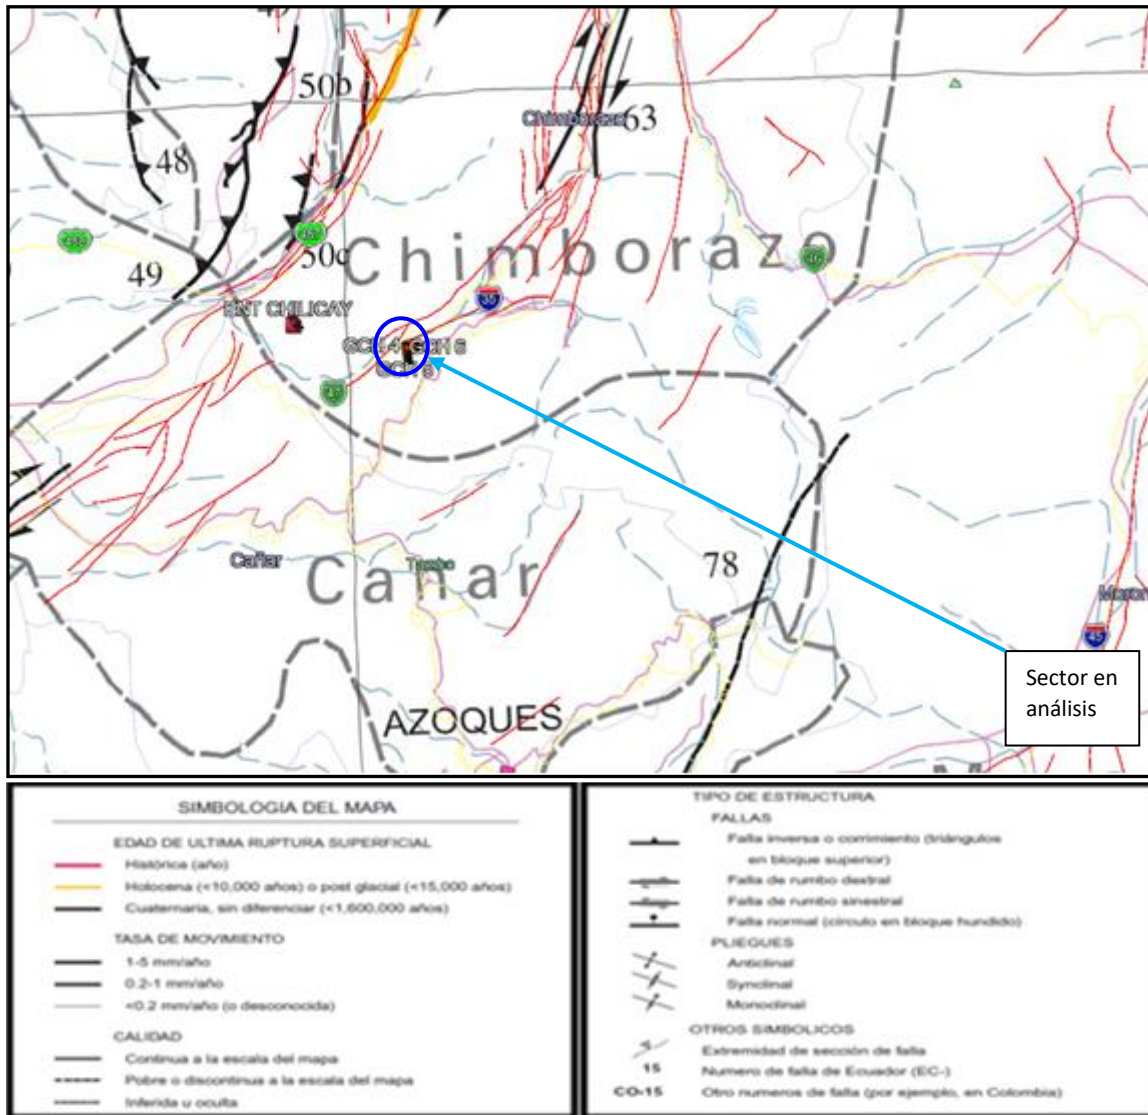 50b
Chimborazo
63
48
Chimborazo
49
50c
ENT CHILICAY
35
46
GCH 6
47
78
Cañar
Tambo
Cañar
45
AZOQUES
Sector en
análisis
SIMBOLOGIA DEL MAPA
EDAD DE ULTIMA RUPTURA SUPERFICIAL
Histórica (año)
Holocena (<10,000 años) o post glacial (<15,000 años)
Cuaternaria, sin diferenciar (<1,600,000 años)
TASA DE MOVIMIENTO
1-5 mm/año
0.2-1 mm/año
<0.2 mm/año (o desconocida)
CALIDAD
Continua a la escala del mapa
Pobre o discontinua a la escala del mapa
Inferida u oculta
TIPO DE ESTRUCTURA
FALLAS
Falla inversa o corrimiento (triángulos
en bloque superior)
Falla de rumbo dextral
Falla de rumbo sinestral
Falla normal (círculo en bloque hundido)
PLIEGUES
Anticlinal
Synclinal
Monoclinal
OTROS SIMBOLICOS
Extremidad de sección de falla
15 Numero de falla de Ecuador (EC-)
CO-15 Otro numeros de falla (por ejemplo, en Colombia)